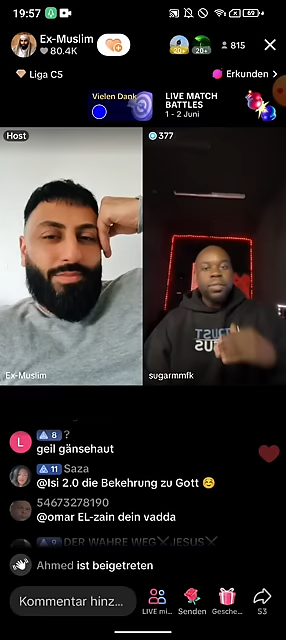 19:57
69
Ex-Muslim
80.4K
20+
20+
815
Liga C5
Erkunden
Vielen Dank
LIVE MATCH
BATTLES
1 - 2 Juni
Host
377
TRUST
Ex-Muslim
sugarmmfk
L
8
?
geil gänsehaut
11 Saza
@Isi 2.0 die Bekehrung zu Gott ☺️
54673278190
@omar EL-zain dein vadda
DER WAHRE WEG⚔JESUS⚔
Ahmed ist beigetreten
Kommentar hinz...
LIVE mi...
Senden
Gesche...
53